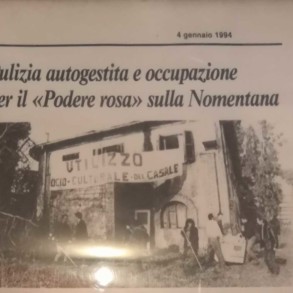 4 gennaio 1994
ulizia autogestita e occupazione
er il «Podere rosa» sulla Nomentana
UTILIZZO
OCIO-CULTURALE DEL CASALE